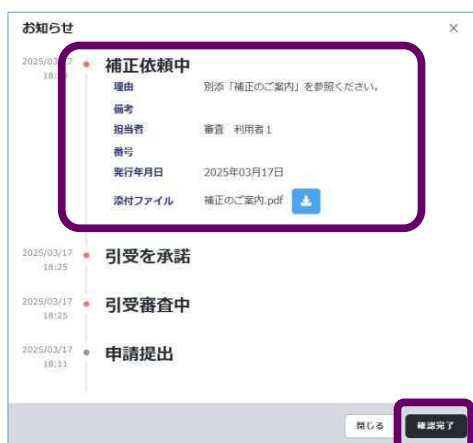 お知らせ
×
補正依頼中
理由 別添「補正のご案内」を参照ください。
備考
担当者 審査 利用者1
番号
発行年月日 2025年03月17日
添付ファイル 補正のご案内.pdf
2025/03/17 引受を承諾
18:25
2025/03/17 引受審査中
18:25
2025/03/17 申請提出
18:11
閉じる 確認完了